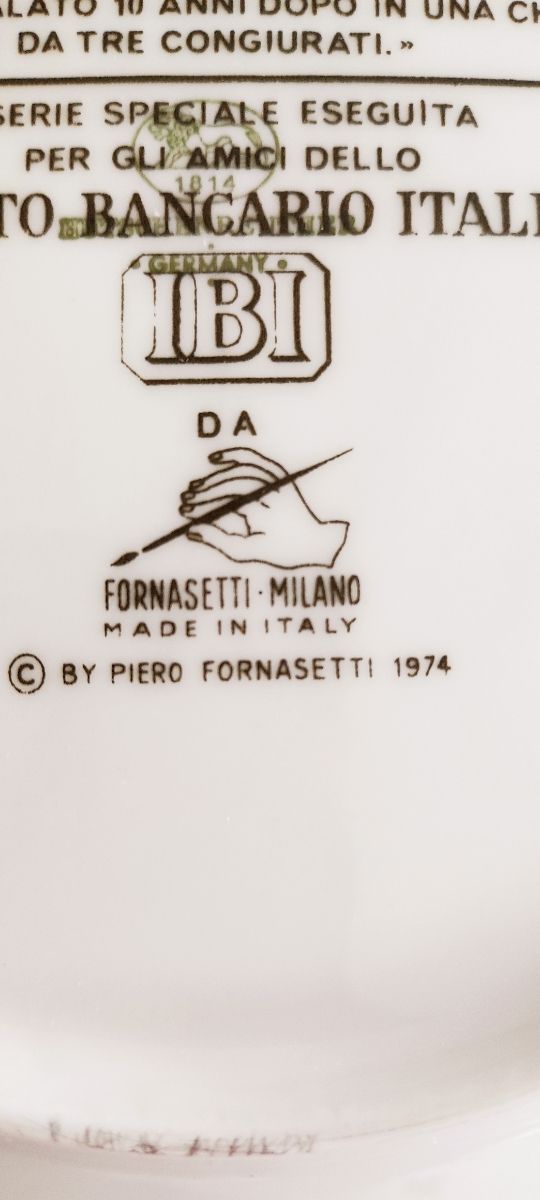 ALATO 10 ANNI DOPO IN UNA CH
DA TRE CONGIURATI.»
SERIE SPECIALE ESEGUITA
PER GLI AMICI DELLO
1814
TO BANCARIO ITALI
GERMANY
IBI
DA
FORNASETTI·MILANO
MADE IN ITALY
© BY PIERO FORNASETTI 1974